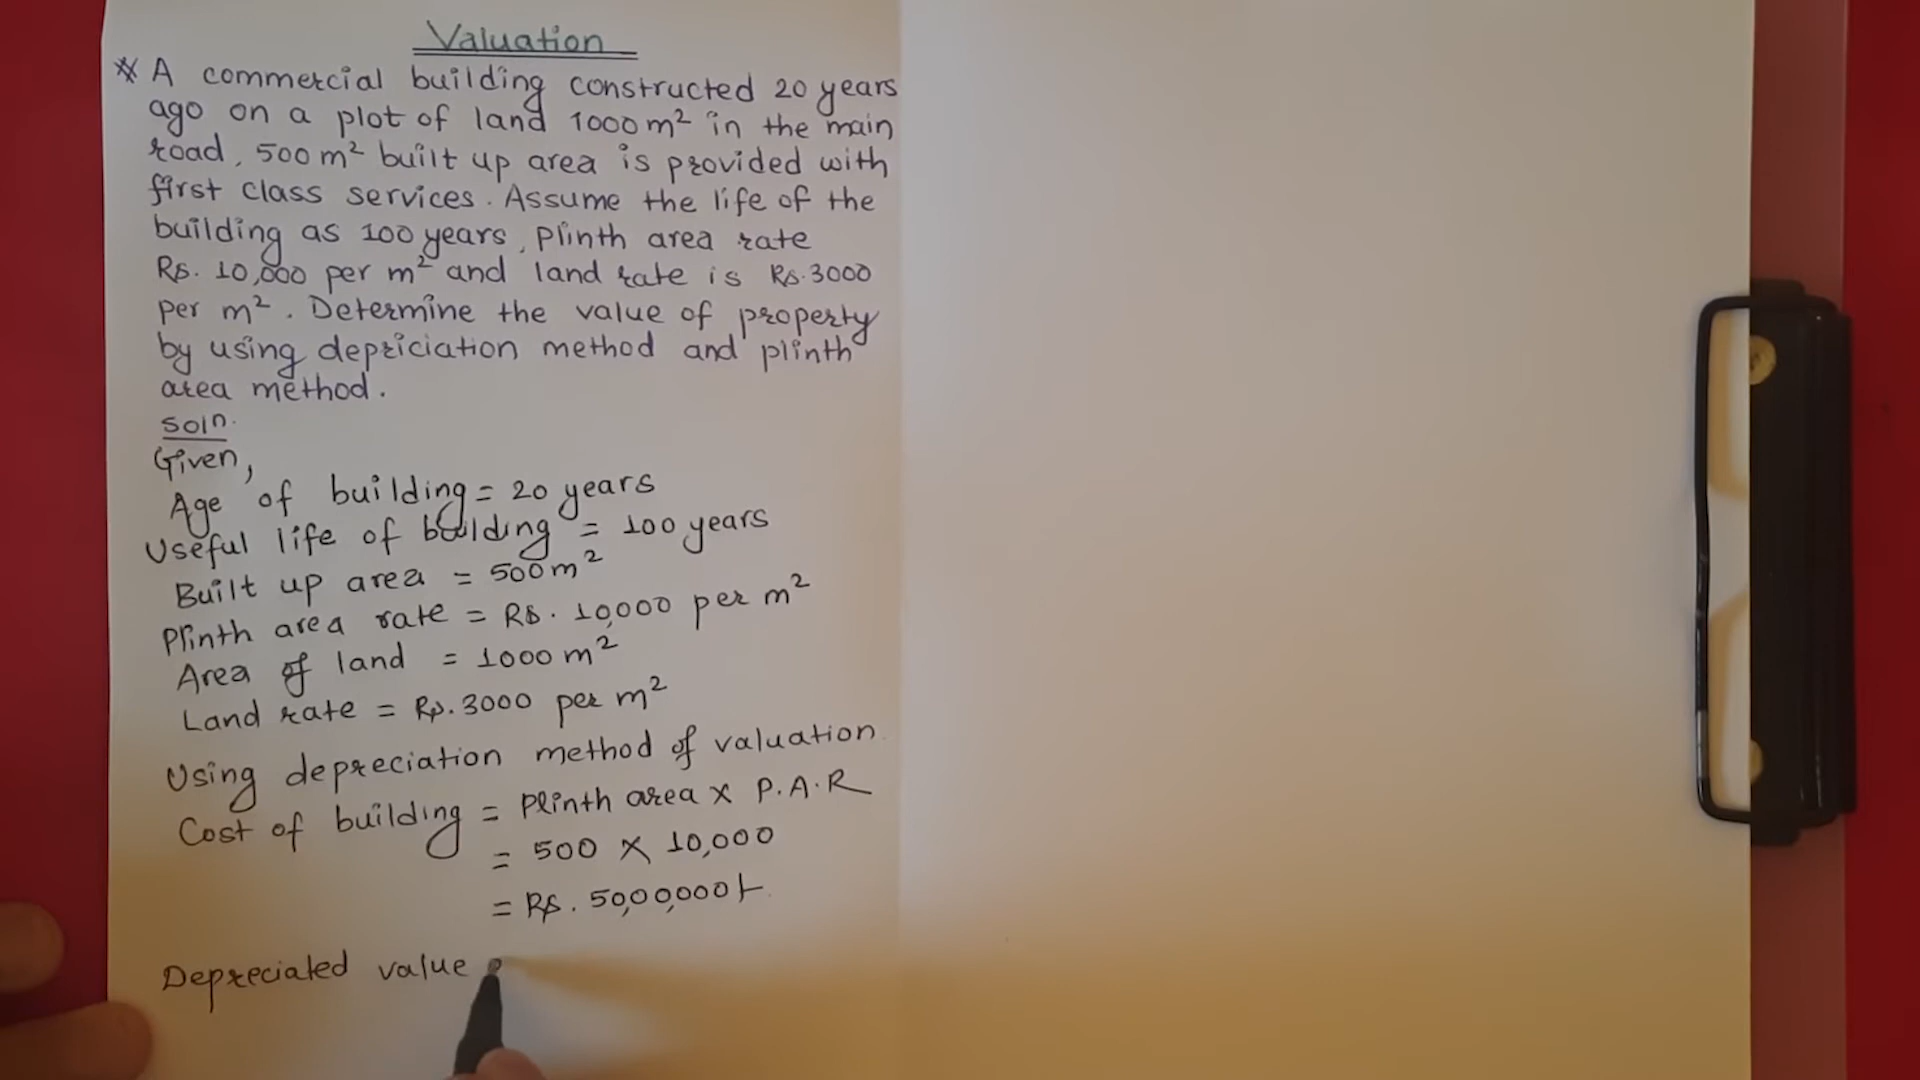 Valuation
* A commercial building constructed 20 years
ago on a plot of land 1000 m² in the main
road, 500 m² built up area is provided with
first class services. Assume the life of the
building as 100 years, Plinth area rate
Rs. 10,000 per m² and land rate is Rs.3000
per m². Determine the value of property
by using depriciation method and plinth
area method.
Soln.
Given,
Age of building = 20 years
Useful life of building = 100 years
Built up area = 500 m²
Plinth area rate = Rs. 10,000 per m²
Area of land = 1000 m²
Land rate = Rs. 3000 per m²
Using depreciation method of valuation
Cost of building = Plinth area x P.A.R
= 500 x 10,000
= Rs. 50,00,000/-
Depreciated value